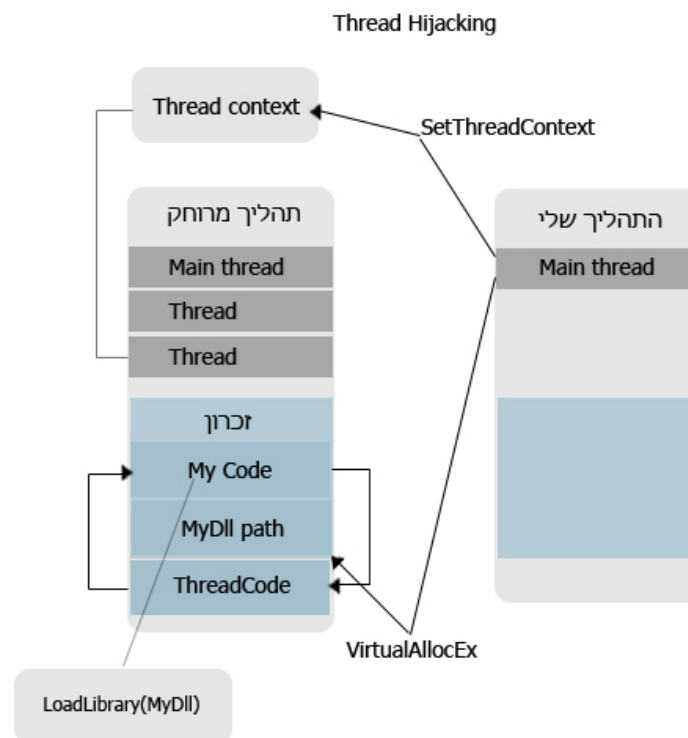 Thread Hijacking
Thread context
SetThreadContext
תהליך מרוחק
התהליך שלי
Main thread
Main thread
Thread
Thread
זכרון
My Code
MyDll path
ThreadCode
VirtualAllocEx
LoadLibrary(MyDll)